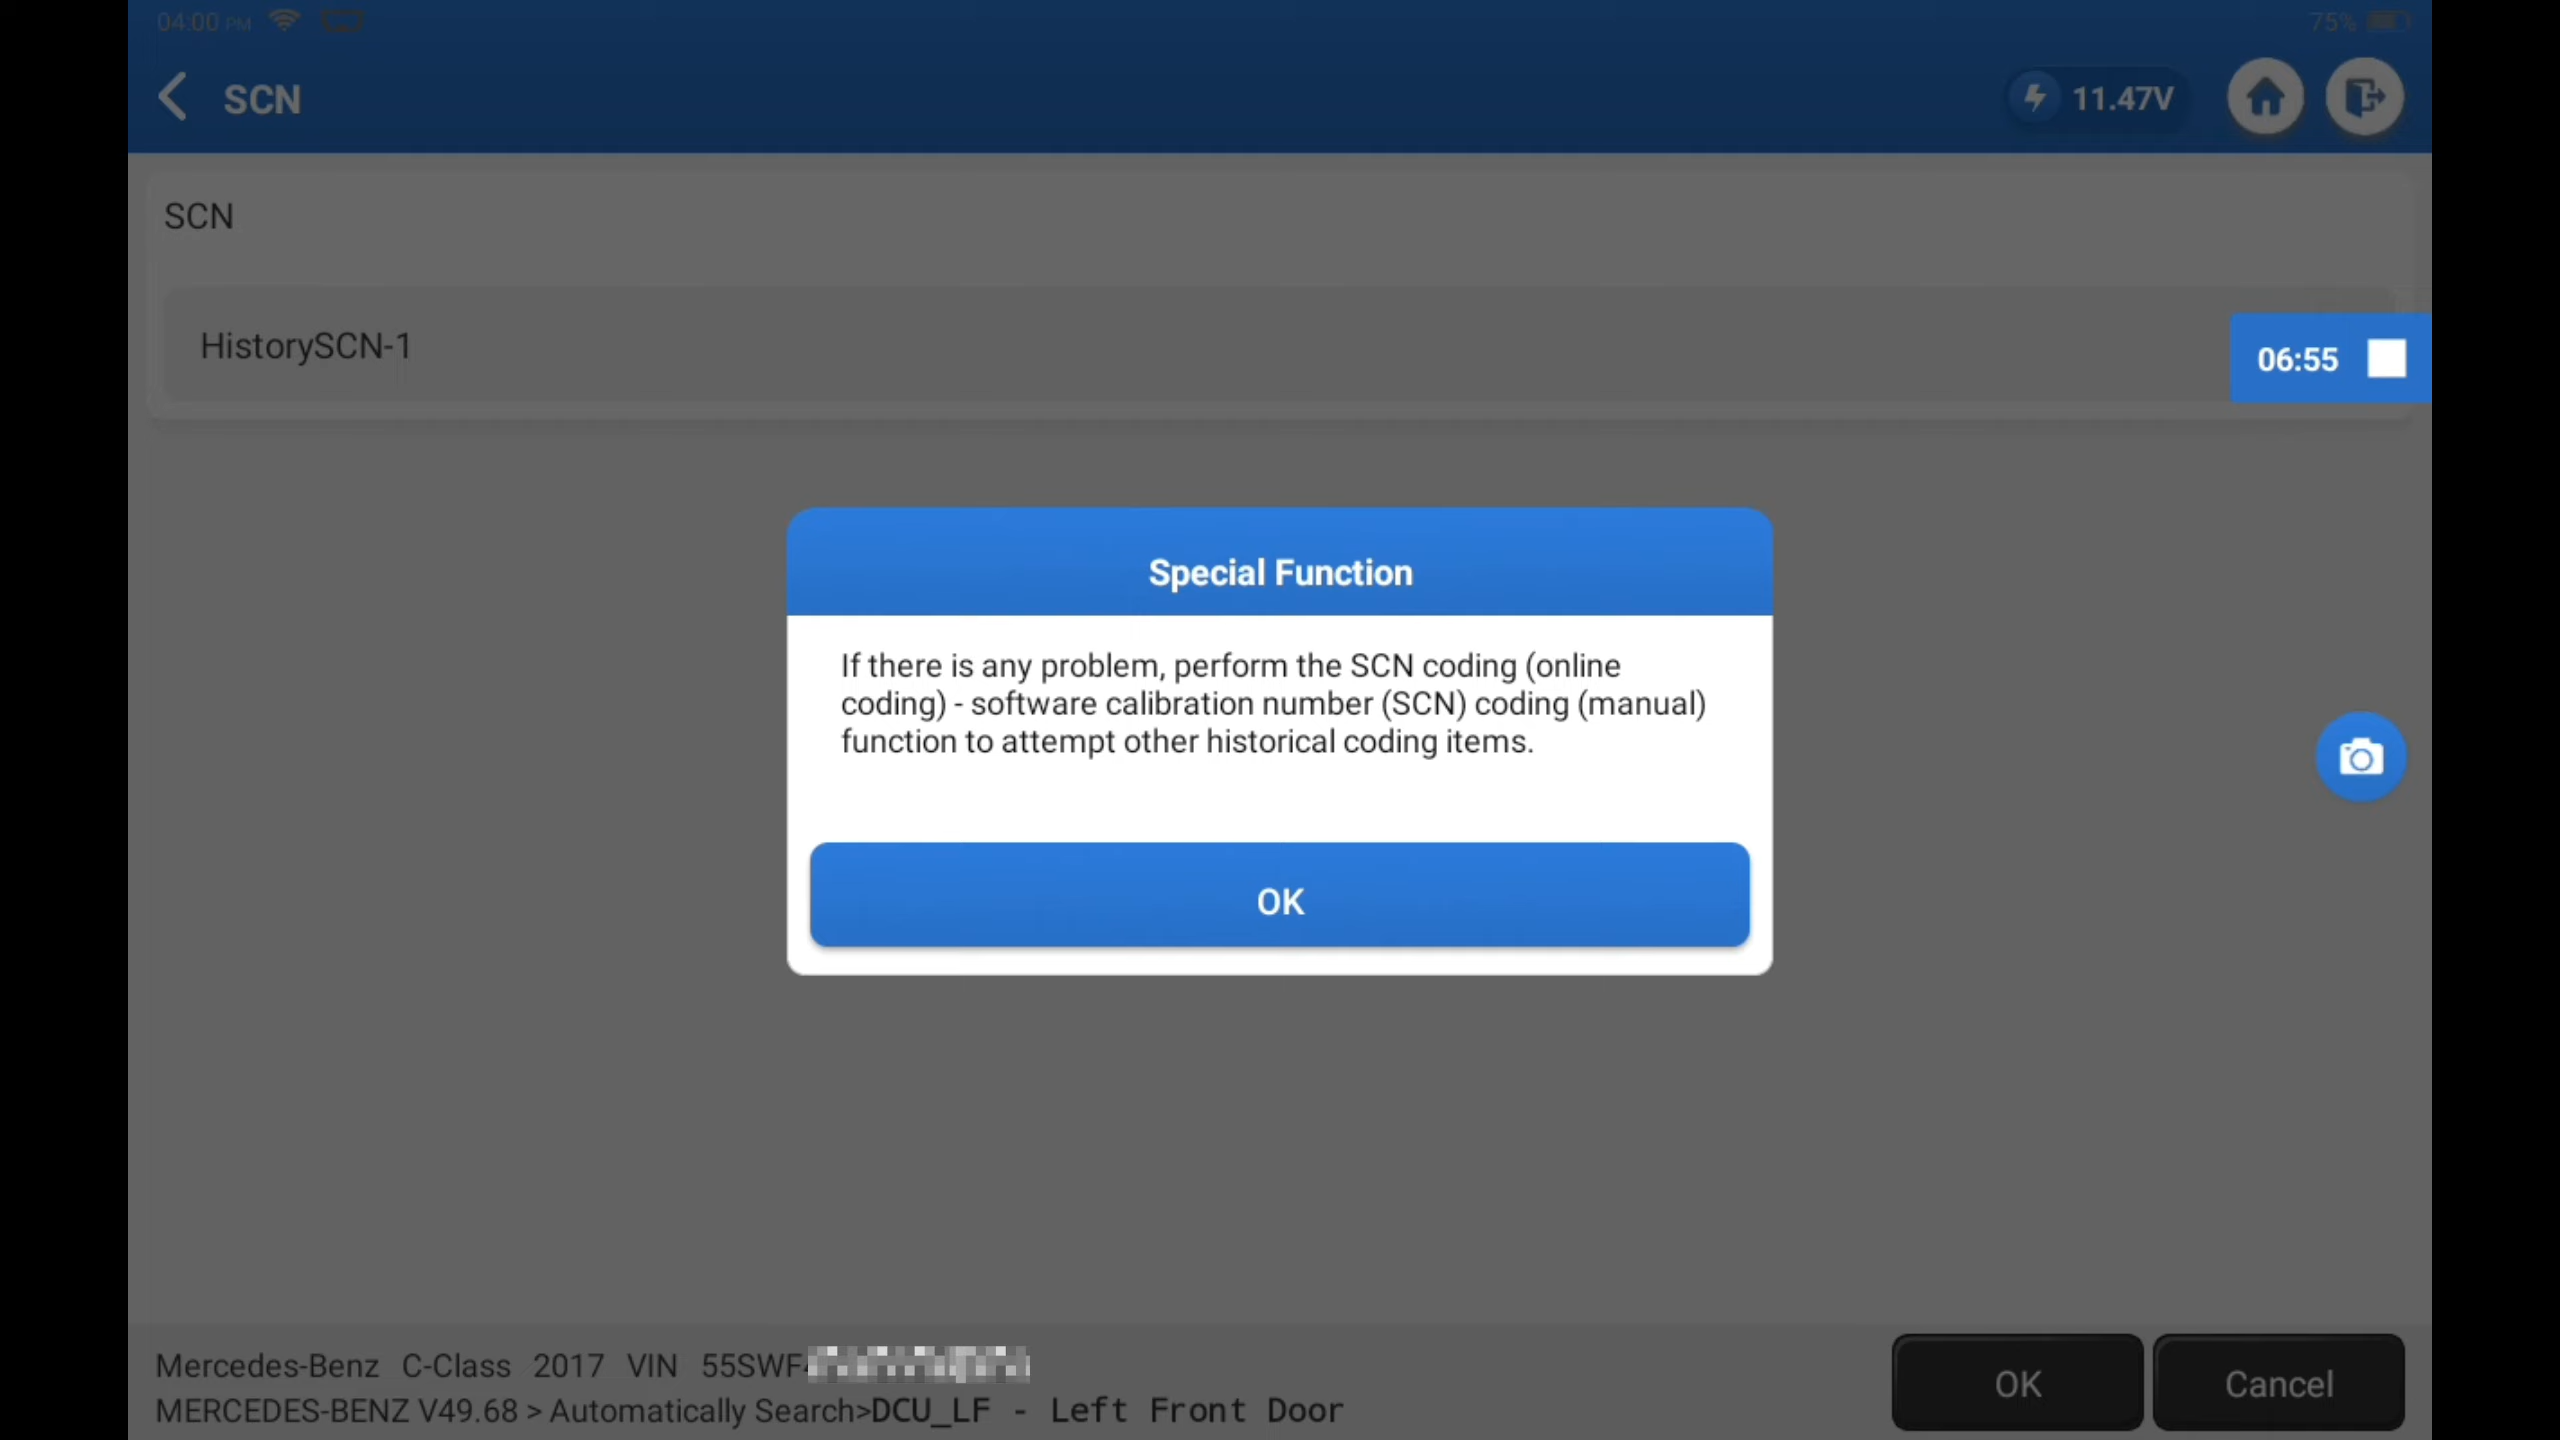 04:00 PM
75%
SCN
11.47V
SCN
HistorySCN-1
06:55
Special Function
If there is any problem, perform the SCN coding (online
coding) - software calibration number (SCN) coding (manual)
function to attempt other historical coding items.
OK
Mercedes-Benz C-Class 2017 VIN 55SWF
MERCEDES-BENZ V49.68 > Automatically Search>DCU_LF - Left Front Door
OK
Cancel